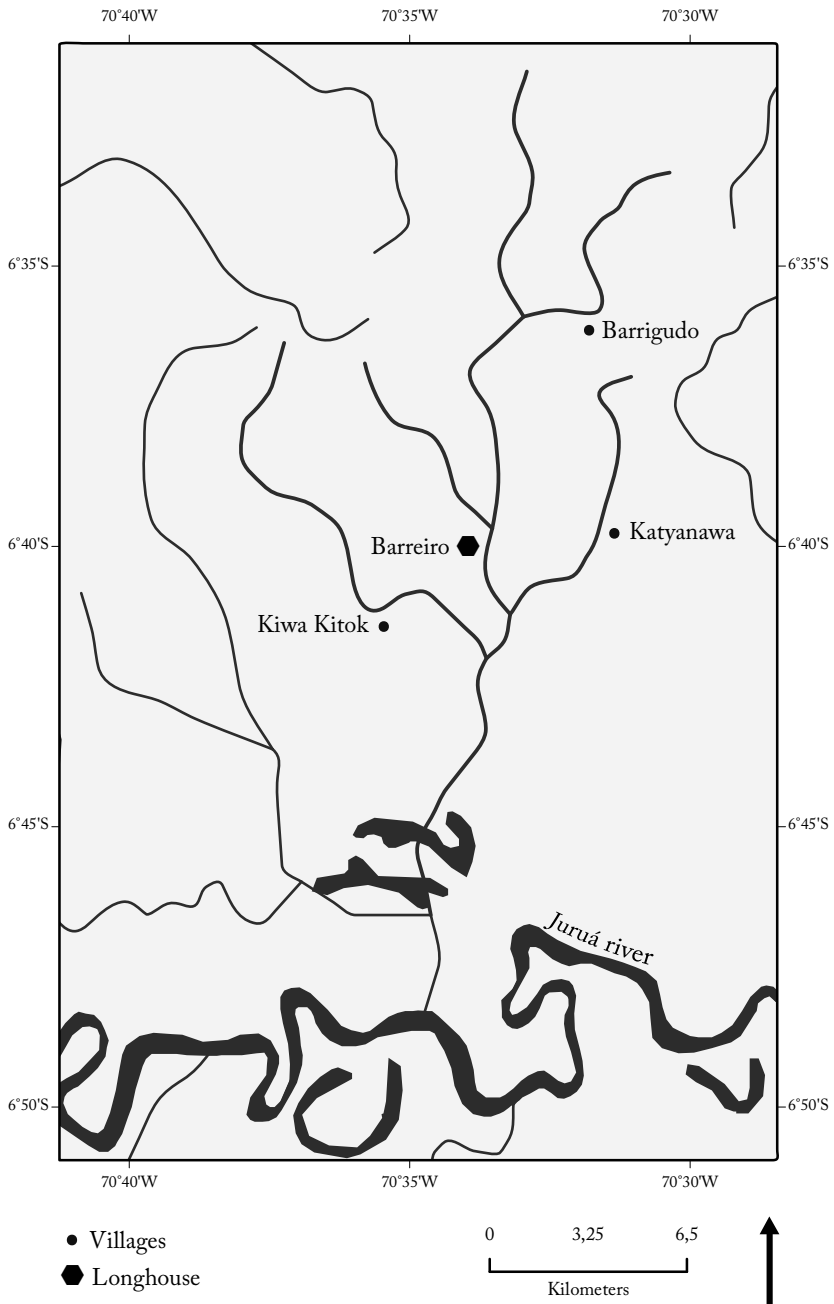 70°40'W 70°35'W 70°30'W
6°35'S 6°35'S
Barrigudo
Katyanawa
6°40'S Barreiro 6°40'S
Kiwa Kitok
6°45'S 6°45'S
Juruá river
6°50'S 6°50'S
70°40'W 70°35'W 70°30'W
Villages
Longhouse
0 3,25 6,5
Kilometers